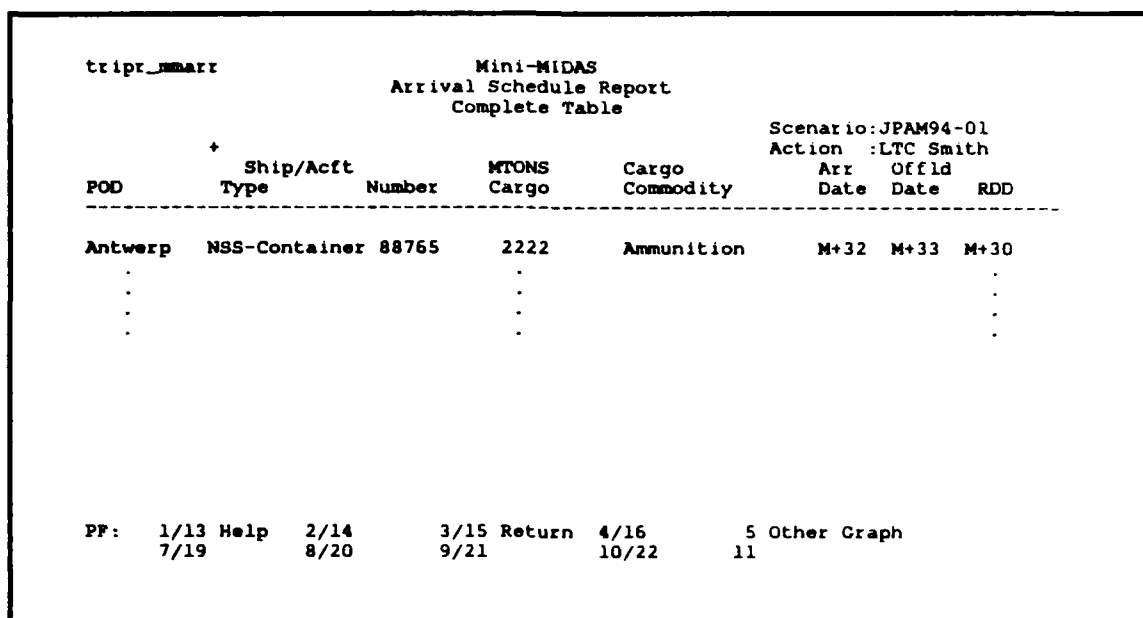 tripr_mmarr Mini-MIDAS
Arrival Schedule Report
Complete Table
Scenario:JPAM94-01
+ Action :LTC Smith
Ship/Acft MTONS Cargo Arr Offld
POD Type Number Cargo Commodity Date Date RDD
--------------------------------------------------------------------------------
Antwerp NSS-Container 88765 2222 Ammunition M+32 M+33 M+30
. . .
. . .
. . .
. . .
PF: 1/13 Help 2/14 3/15 Return 4/16 5 Other Graph
7/19 8/20 9/21 10/22 11